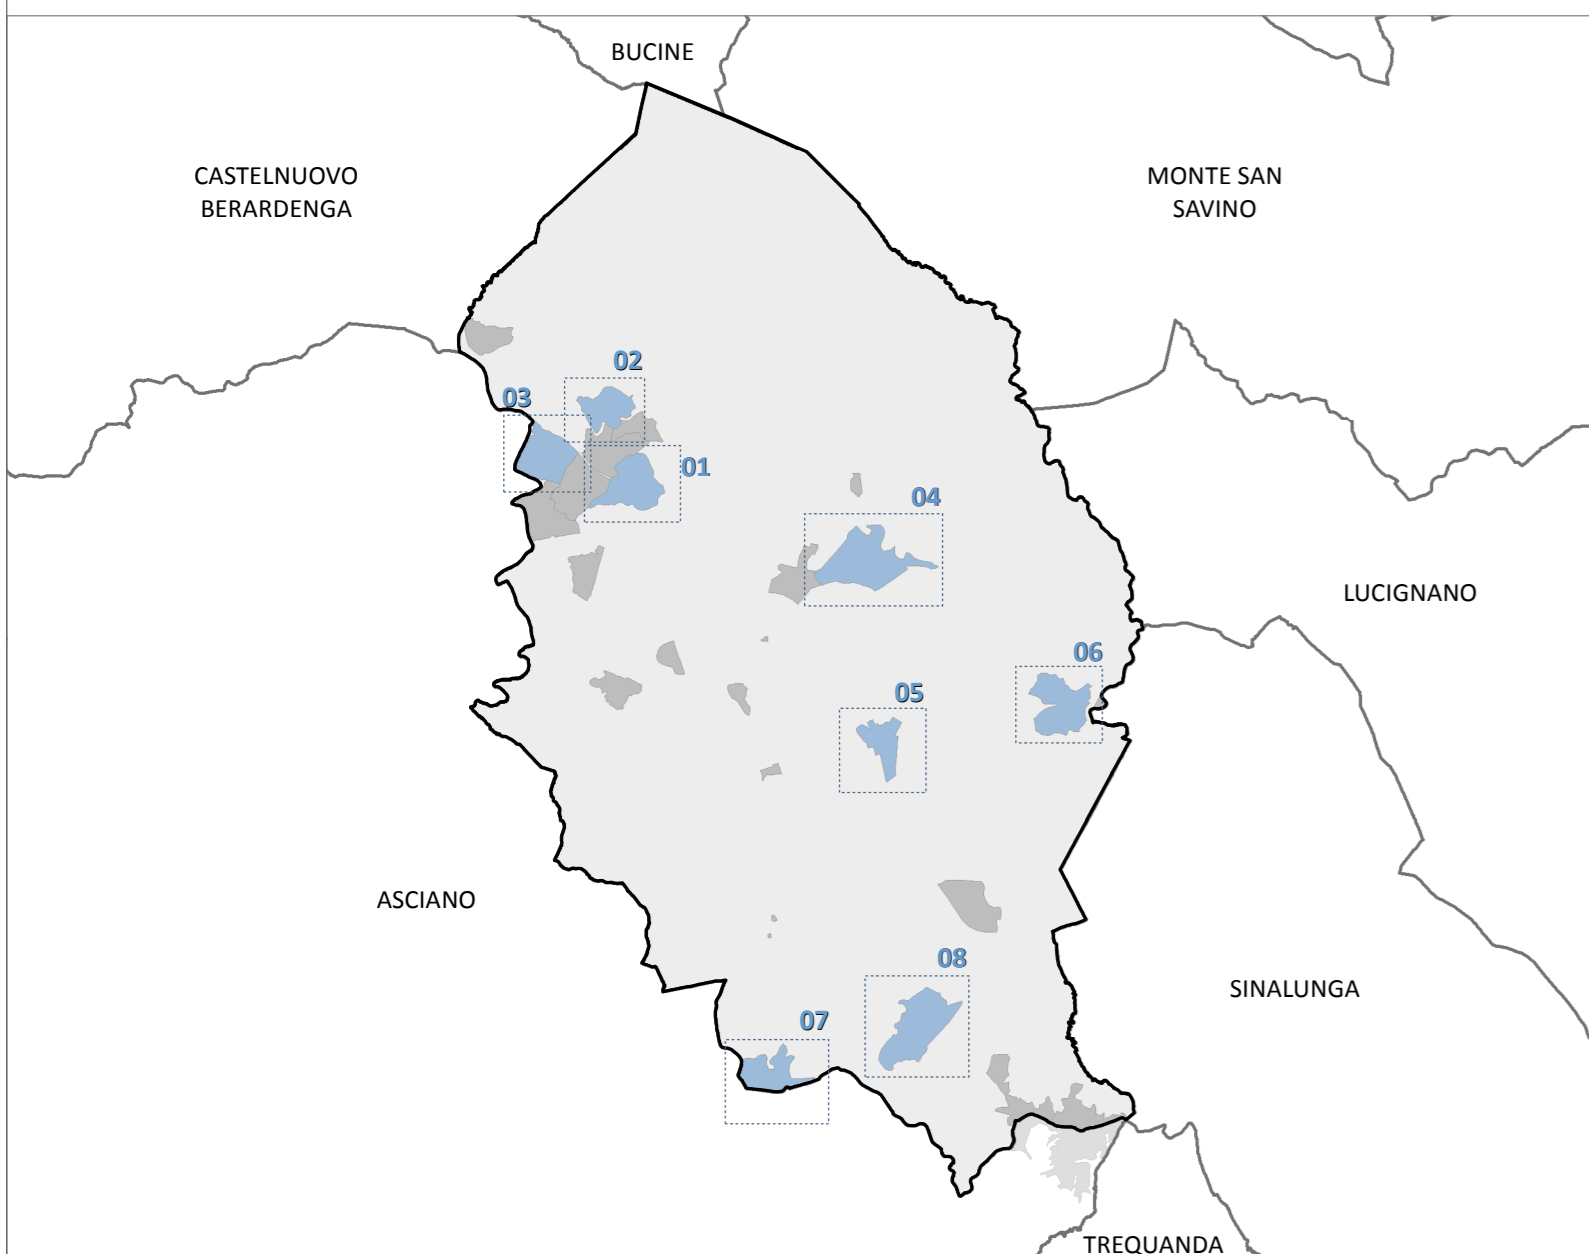 BUCINE
CASTELNUOVO
BERARDENGA
MONTE SAN
SAVINO
02
03
01
04
LUCIGNANO
06
05
ASCIANO
08
SINALUNGA
07
TREQUANDA